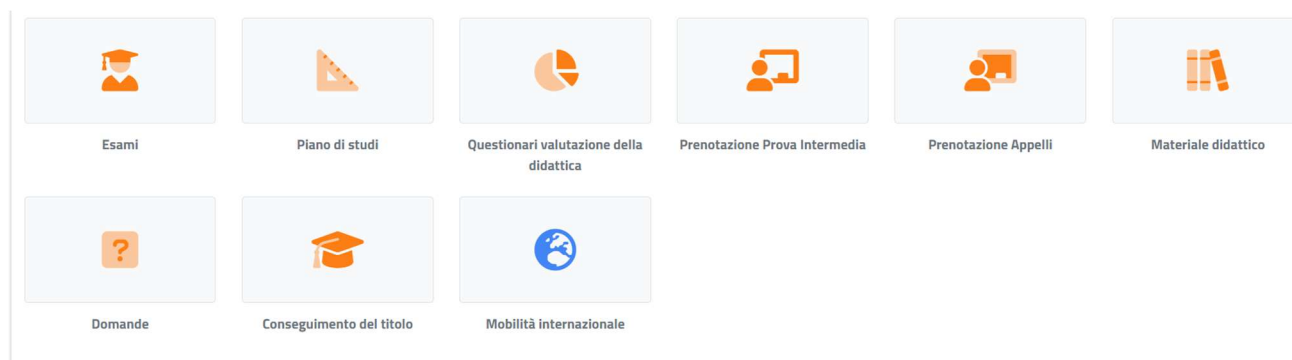 Esami
Piano di studi
Questionari valutazione della
didattica
Prenotazione Prova Intermedia
Prenotazione Appelli
Materiale didattico
?
Domande
Conseguimento del titolo
Mobilità internazionale